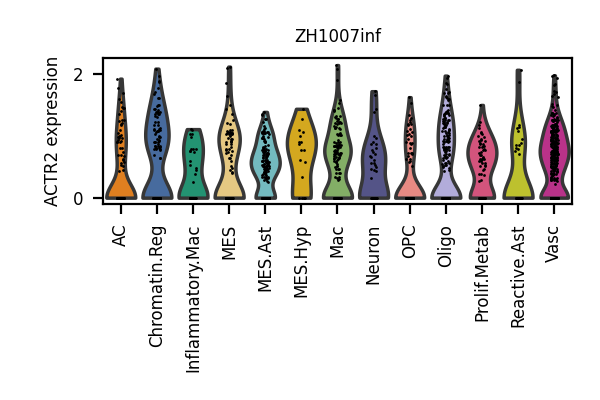 ZH1007inf
ACTR2 expression
2
0
AC
Chromatin.Reg
Inflammatory.Mac
MES
MES.Ast
MES.Hyp
Mac
Neuron
OPC
Oligo
Prolif.Metab
Reactive.Ast
Vasc